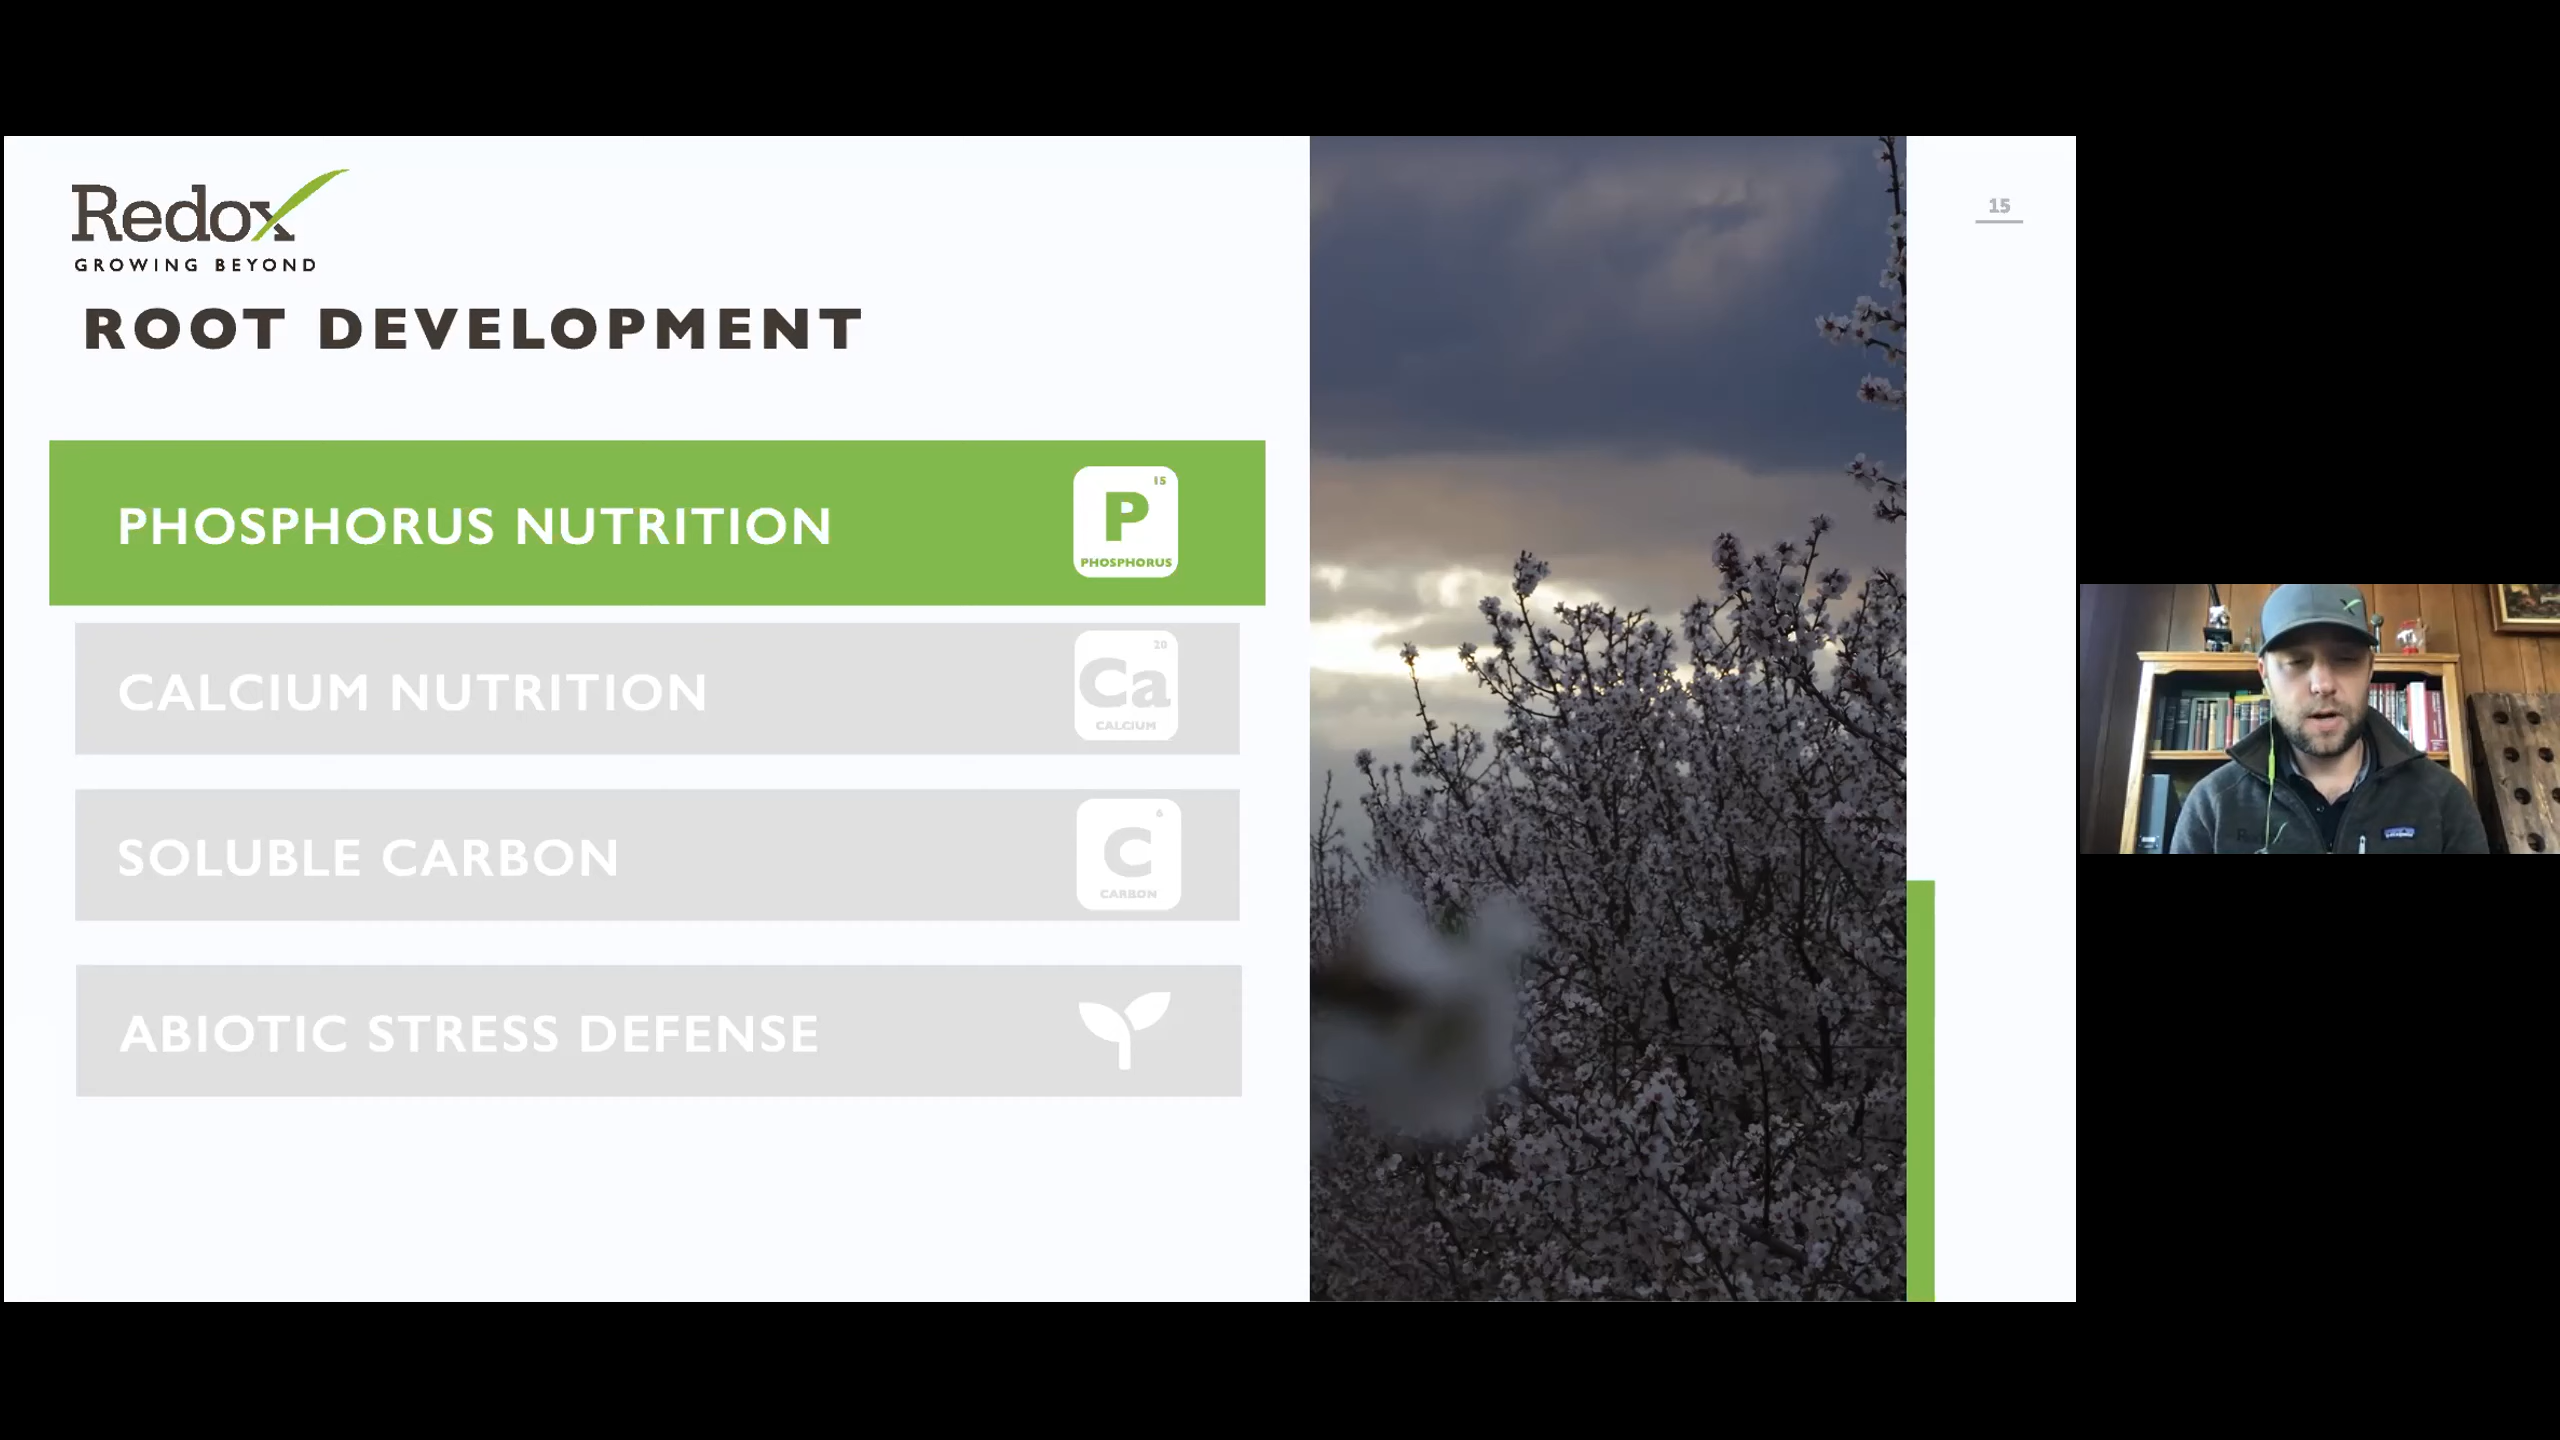 Redox
GROWING BEYOND
15
ROOT DEVELOPMENT
PHOSPHORUS NUTRITION
15
P
PHOSPHORUS
CALCIUM NUTRITION
20
Ca
CALCIUM
SOLUBLE CARBON
6
C
CARBON
ABIOTIC STRESS DEFENSE